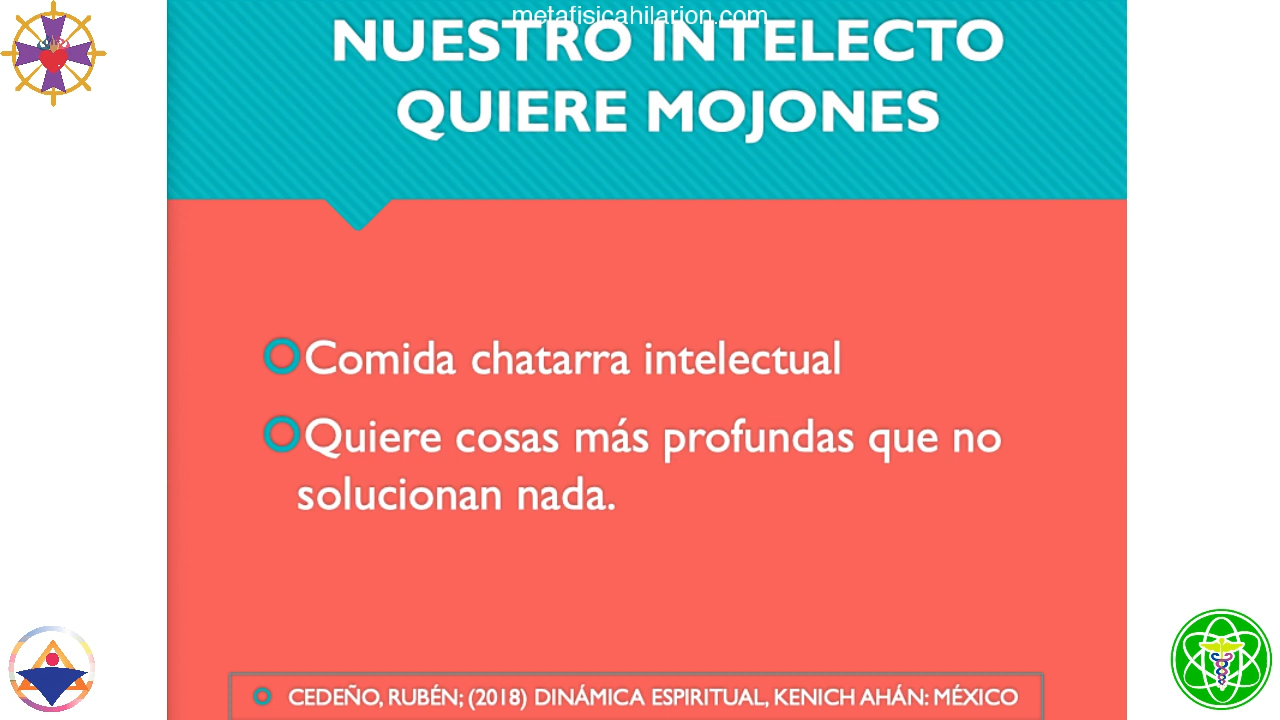 metafisicahilarion.com
NUESTRO INTELECTO
QUIERE MOJONES
Comida chatarra intelectual
Quiere cosas más profundas que no
solucionan nada.
CEDEÑO, RUBÉN; (2018) DINÁMICA ESPIRITUAL, KENICH AHÁN: MÉXICO